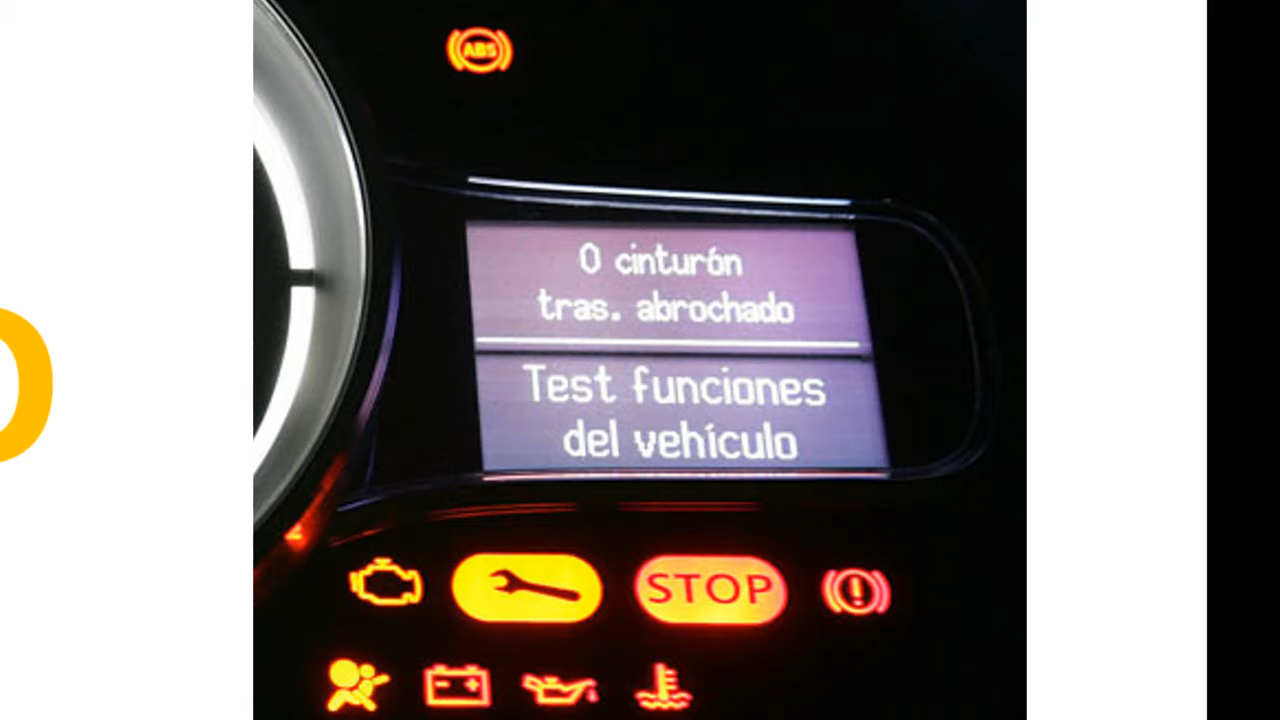 ABS
0 cinturón
tras. abrochado
Test funciones
del vehículo
STOP